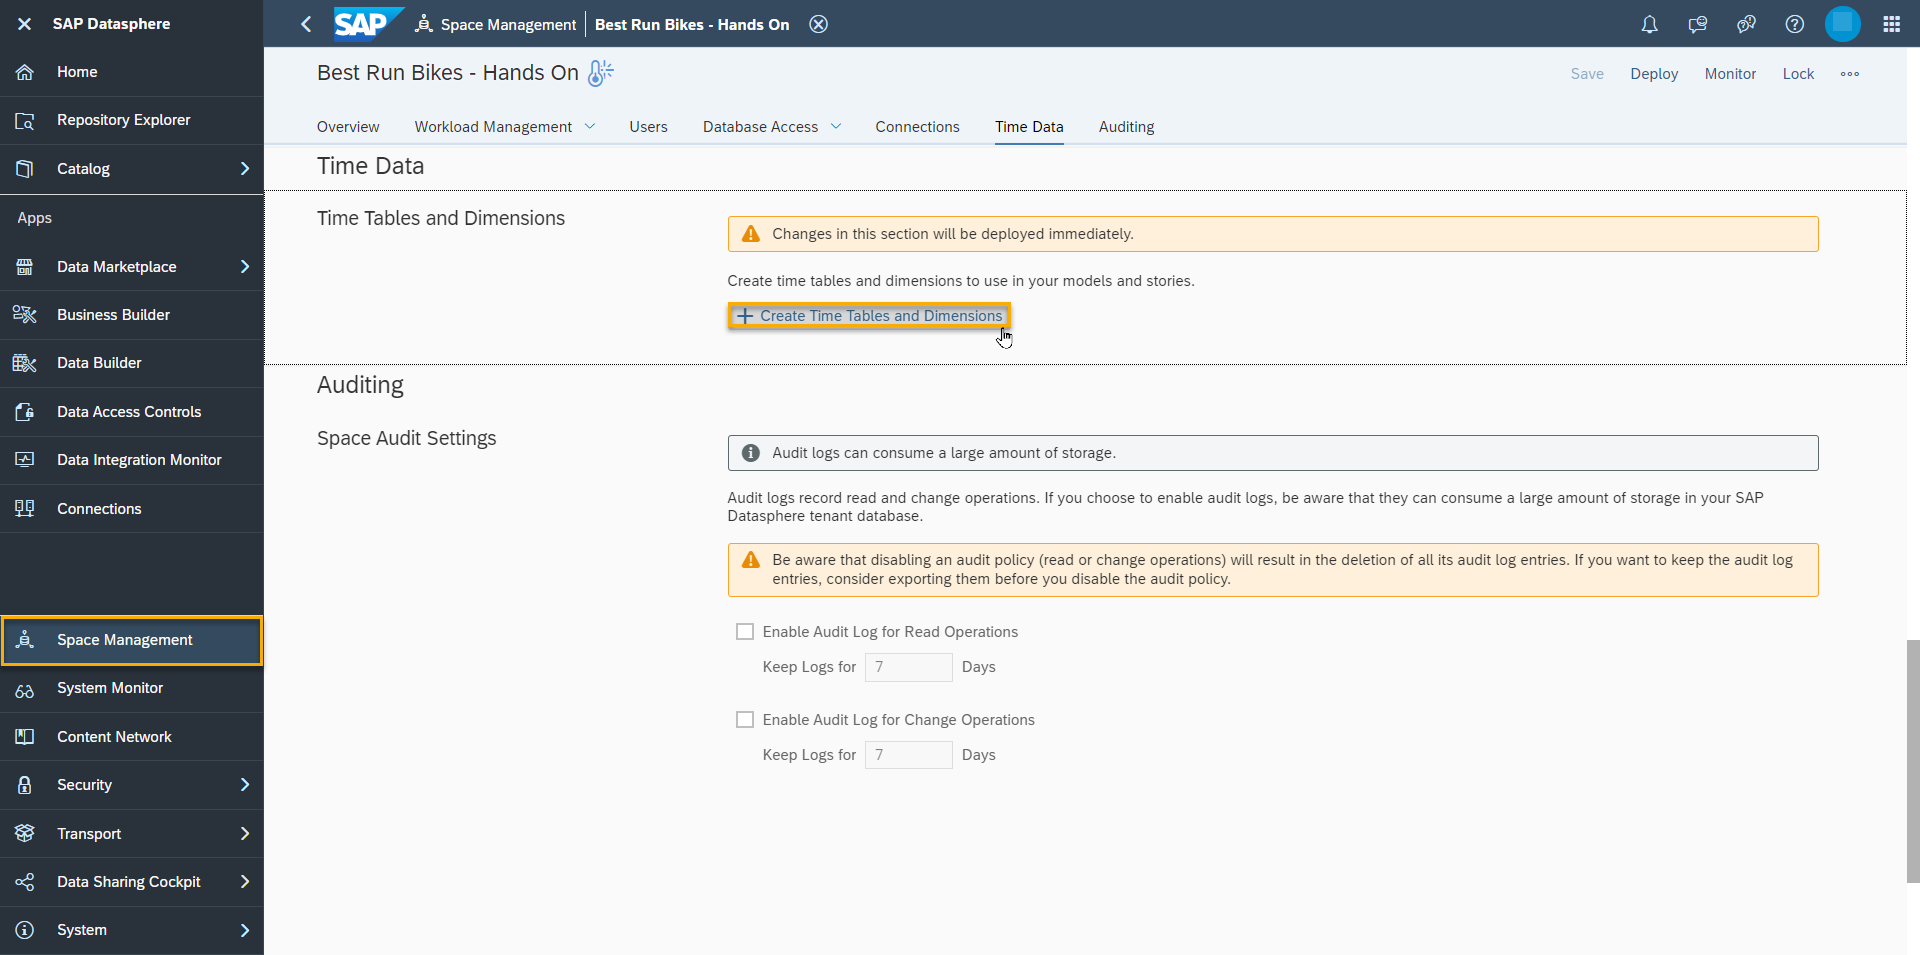 SAP Datasphere
Home
Repository Explorer
Catalog
Apps
Data Marketplace
Business Builder
Data Builder
Data Access Controls
Data Integration Monitor
Connections
Space Management
System Monitor
Content Network
Security
Transport
Data Sharing Cockpit
System
SAP Space Management Best Run Bikes - Hands On
Best Run Bikes - Hands On
Save Deploy Monitor Lock
Overview Workload Management Users Database Access Connections Time Data Auditing
Time Data
Time Tables and Dimensions
Changes in this section will be deployed immediately.
Create time tables and dimensions to use in your models and stories.
Create Time Tables and Dimensions
Auditing
Space Audit Settings
Audit logs can consume a large amount of storage.
Audit logs record read and change operations. If you choose to enable audit logs, be aware that they can consume a large amount of storage in your SAP
Datasphere tenant database.
Be aware that disabling an audit policy (read or change operations) will result in the deletion of all its audit log entries. If you want to keep the audit log
entries, consider exporting them before you disable the audit policy.
Enable Audit Log for Read Operations
Keep Logs for 7 Days
Enable Audit Log for Change Operations
Keep Logs for 7 Days